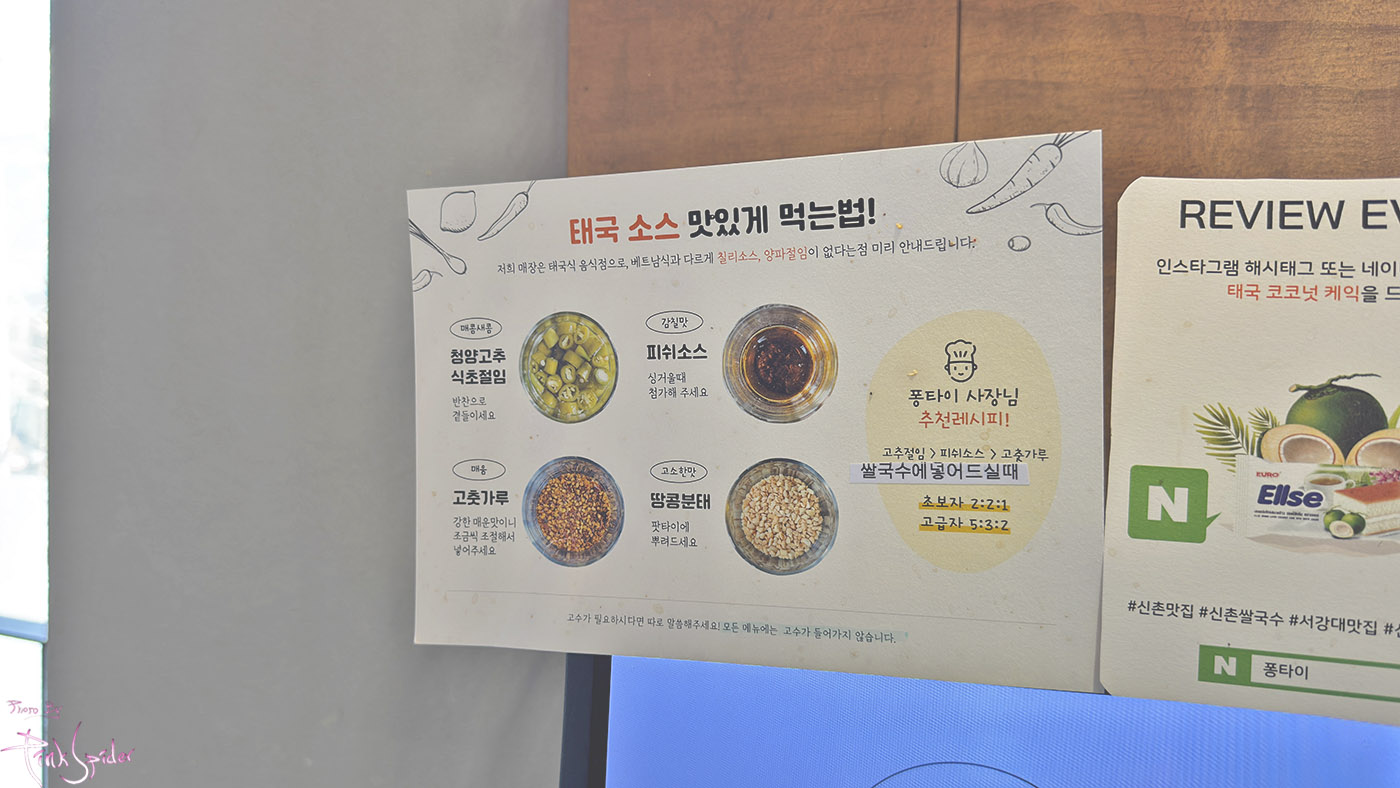 태국 소스 맛있게 먹는법!
저희 매장은 태국식 음식점으로, 베트남식과 다르게 칠리소스, 양파절임이 없다는점 미리 안내드립니다.
매콤새콤
청양고추
식초절임
반찬으로
곁들이세요
감칠맛
피쉬소스
싱거울때
첨가해 주세요
매움
고춧가루
강한 매운맛이니
조금씩 조절해서
넣어주세요
고소한맛
땅콩분태
팟타이에
뿌려드세요
퐁타이 사장님
추천레시피!
고추절임 > 피쉬소스 > 고춧가루
쌀국수에넣어드실때
초보자 2:2:1
고급자 5:3:2
고수가 필요하시다면 따로 말씀해주세요! 모든 메뉴에는 고수가 들어가지 않습니다.
REVIEW EV
인스타그램 해시태그 또는 네이
태국 코코넛 케익을 드
EURO
Ellse
N
#신촌맛집 #신촌쌀국수 #서강대맛집
N 퐁타이
Photo By
Pink Spider